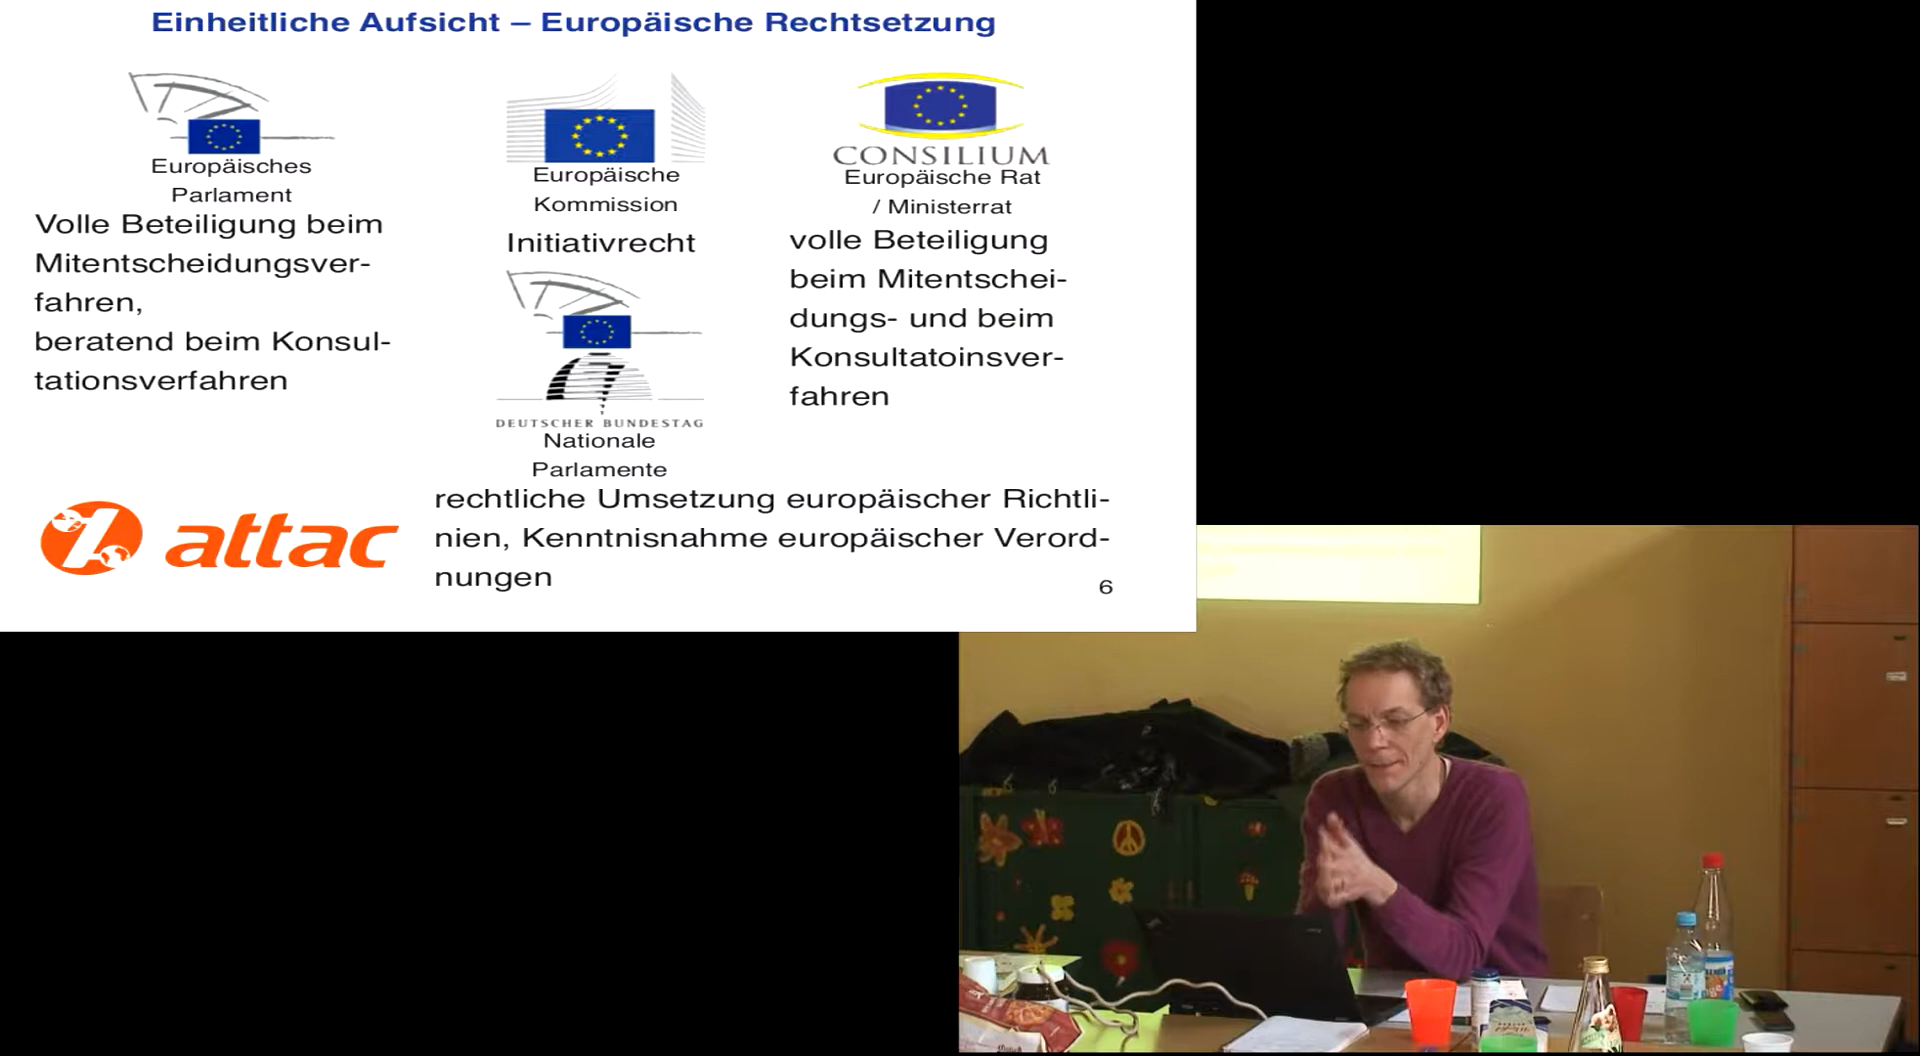 Einheitliche Aufsicht – Europäische Rechtsetzung
Europäisches
Parlament
Volle Beteiligung beim
Mitentscheidungsver-
fahren,
beratend beim Konsul-
tationsverfahren
Europäische
Kommission
Initiativrecht
DEUTSCHER BUNDESTAG
Nationale
Parlamente
rechtliche Umsetzung europäischer Richtli-
nien, Kenntnisnahme europäischer Verord-
nungen
CONSILIUM
Europäische Rat
/ Ministerrat
volle Beteiligung
beim Mitentschei-
dungs- und beim
Konsultatoinsver-
fahren
attac
6